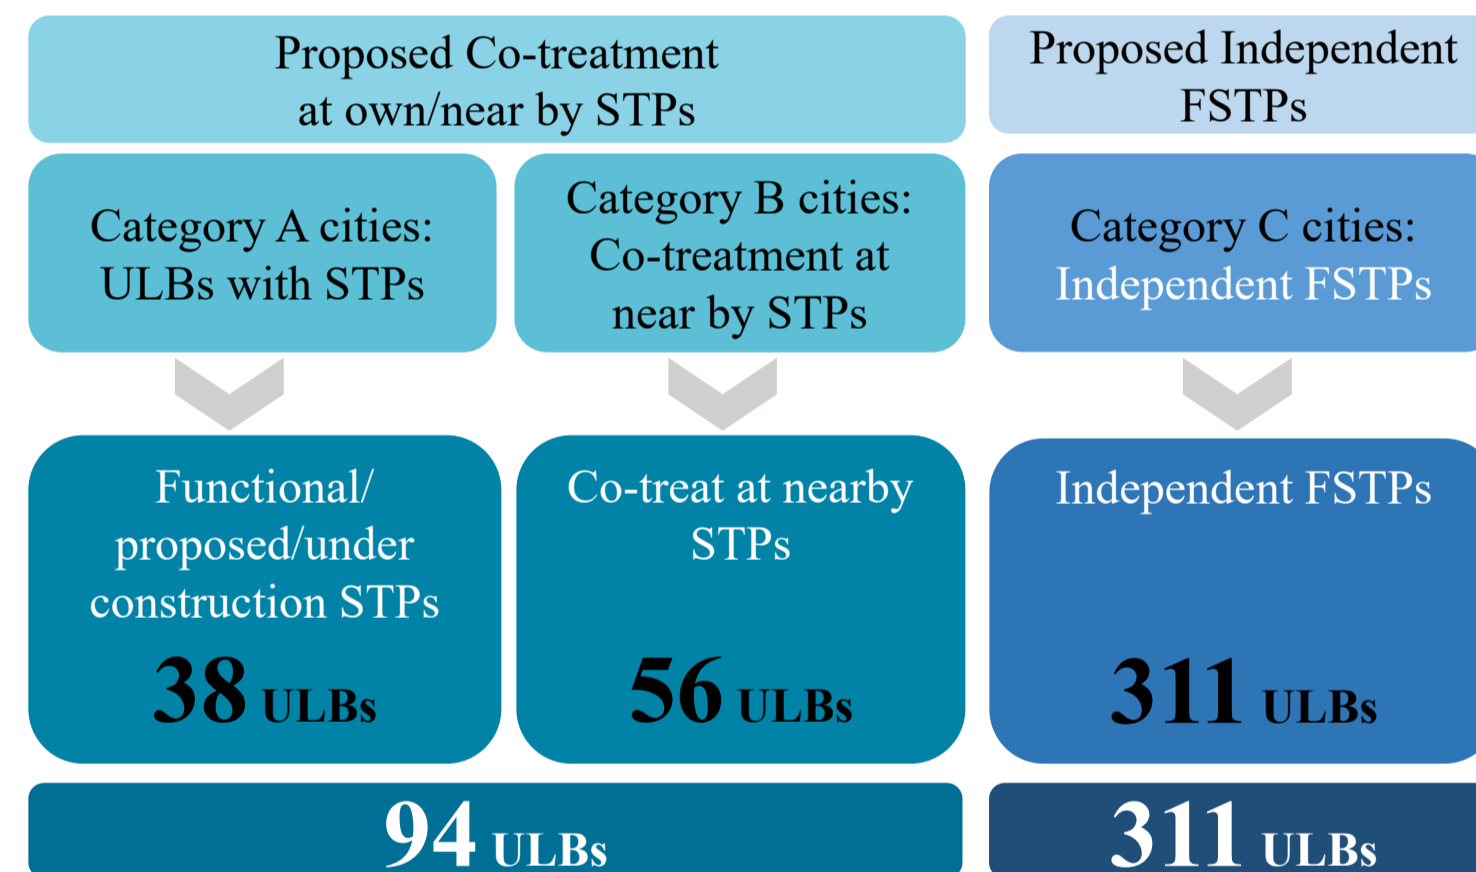 Proposed Co-treatment
at own/near by STPs
Proposed Independent
FSTPs
Category A cities:
ULBs with STPs
Category B cities:
Co-treatment at
near by STPs
Category C cities:
Independent FSTPs
Functional/
proposed/under
construction STPs
38 ULBs
Co-treat at nearby
STPs
56 ULBs
Independent FSTPs
311 ULBs
94 ULBs
311 ULBs